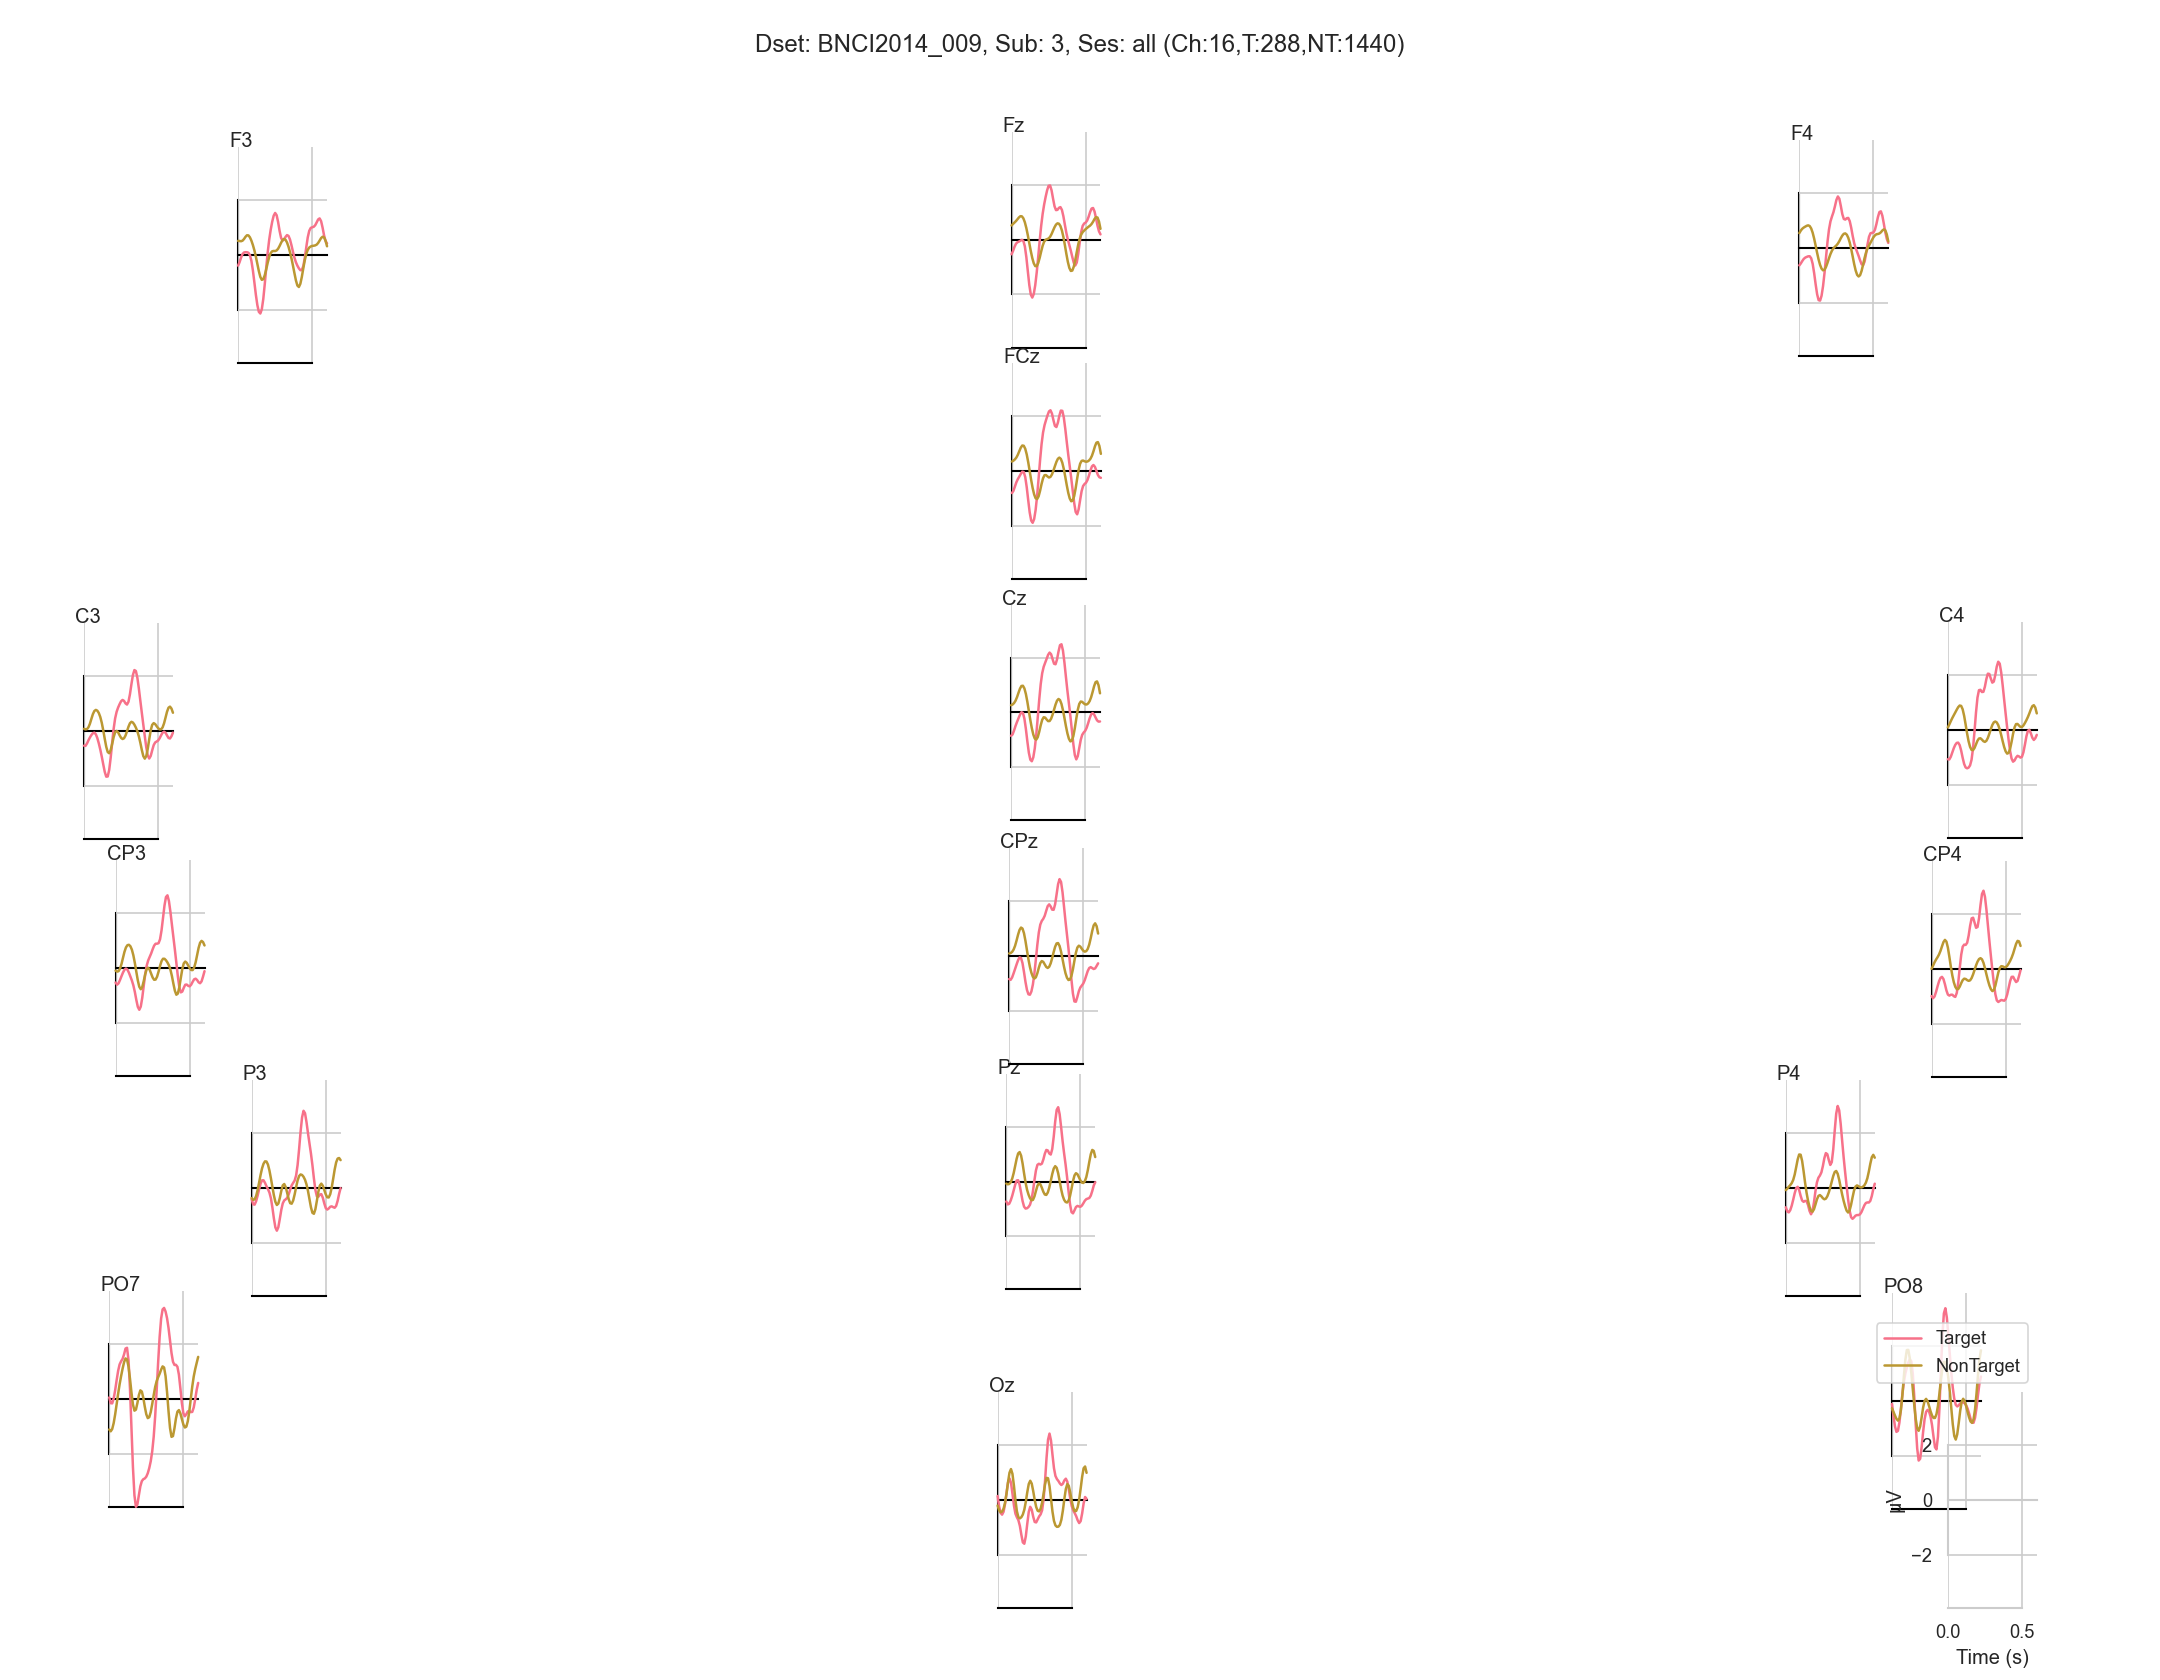 Dset: BNCI2014_009, Sub: 3, Ses: all (Ch:16,T:288,NT:1440)
F3
Fz
F4
FCz
C3
Cz
C4
CP3
CPz
CP4
P3
Pz
P4
PO7
PO8
Target
NonTarget
Oz
2
0
−2
µV
0.0 0.5
Time (s)